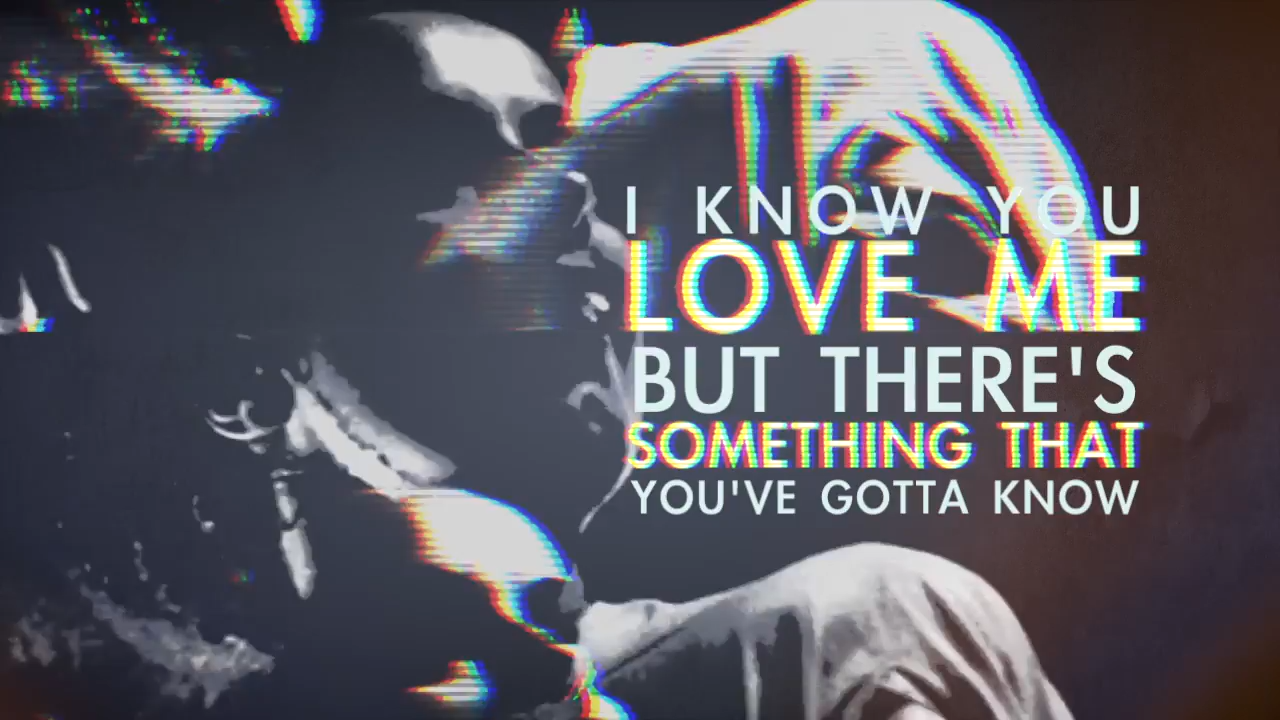 I KNOW YOU
LOVE ME
BUT THERE'S
SOMETHING THAT
YOU'VE GOTTA KNOW